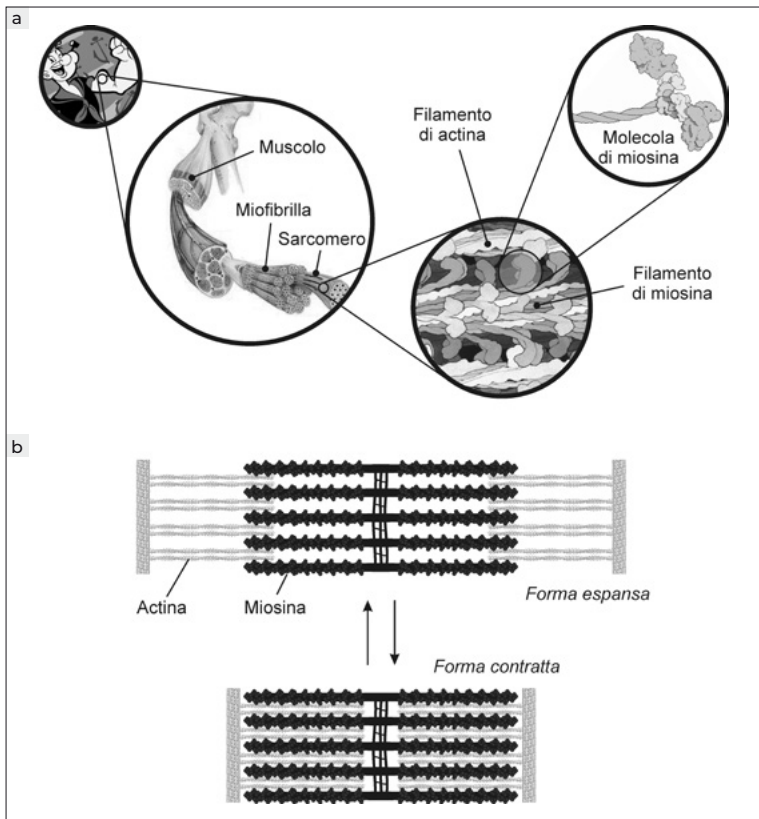 a
Filamento
di actina
Molecola
di miosina
Muscolo
Miofibrilla
Sarcomero
Filamento
di miosina
b
Actina
Miosina
Forma espansa
Forma contratta